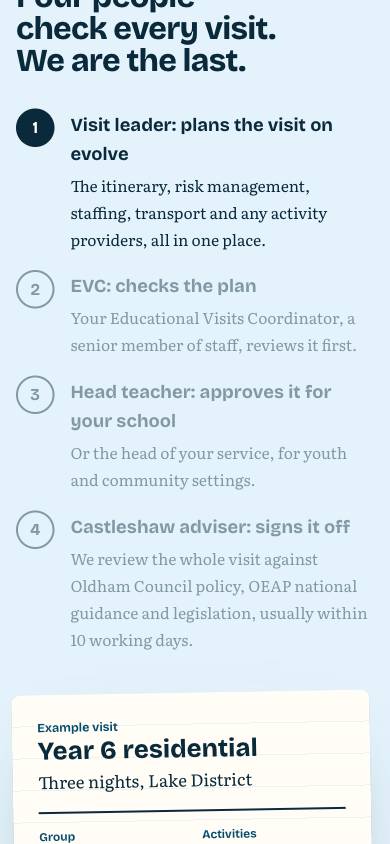 check every visit.
We are the last.
1
Visit leader: plans the visit on
evolve
The itinerary, risk management,
staffing, transport and any activity
providers, all in one place.
2
EVC: checks the plan
Your Educational Visits Coordinator, a
senior member of staff, reviews it first.
3
Head teacher: approves it for
your school
Or the head of your service, for youth
and community settings.
4
Castleshaw adviser: signs it off
We review the whole visit against
Oldham Council policy, OEAP national
guidance and legislation, usually within
10 working days.
Example visit
Year 6 residential
Three nights, Lake District
Group
Activities